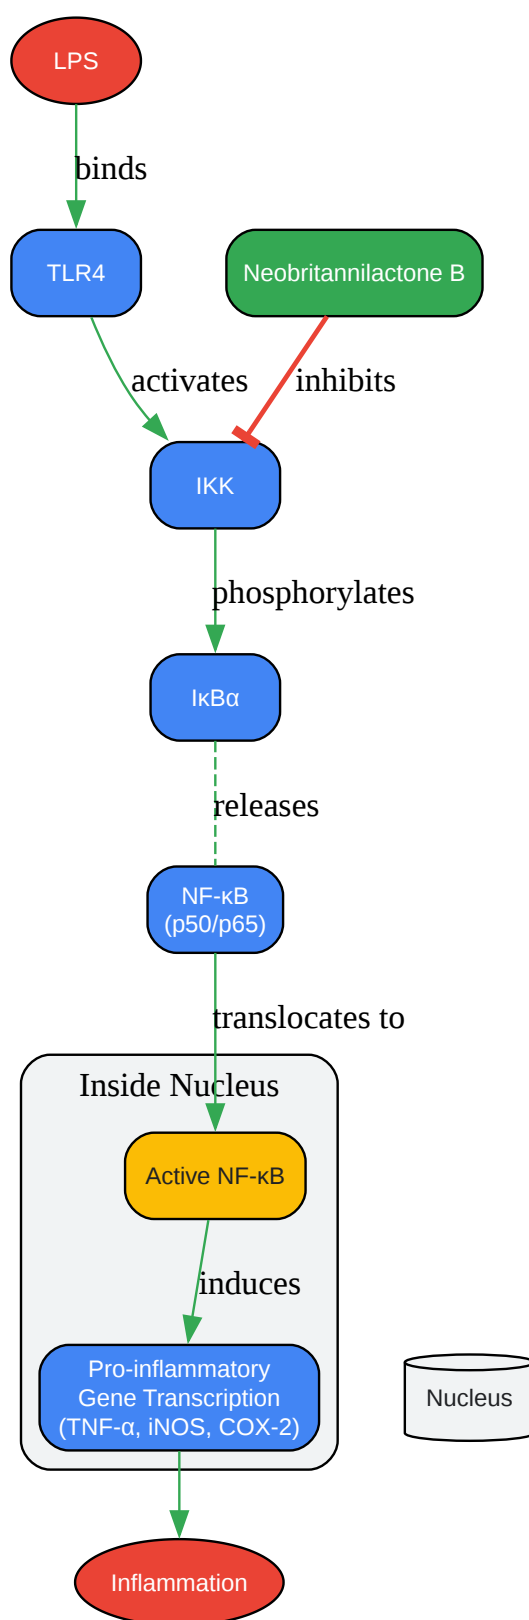 LPS
binds
TLR4
Neobritannilactone B
activates
inhibits
IKK
phosphorylates
IκBα
releases
NF-κB
(p50/p65)
translocates to
Inside Nucleus
Active NF-κB
induces
Pro-inflammatory
Gene Transcription
(TNF-α, iNOS, COX-2)
Nucleus
Inflammation